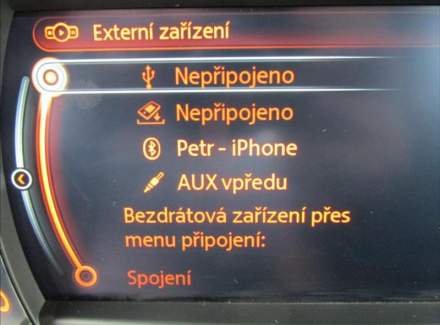 Externí zařízení
Nepřipojeno
Nepřipojeno
Petr - iPhone
AUX vpředu
Bezdrátová zařízení přes
menu připojení:
Spojení